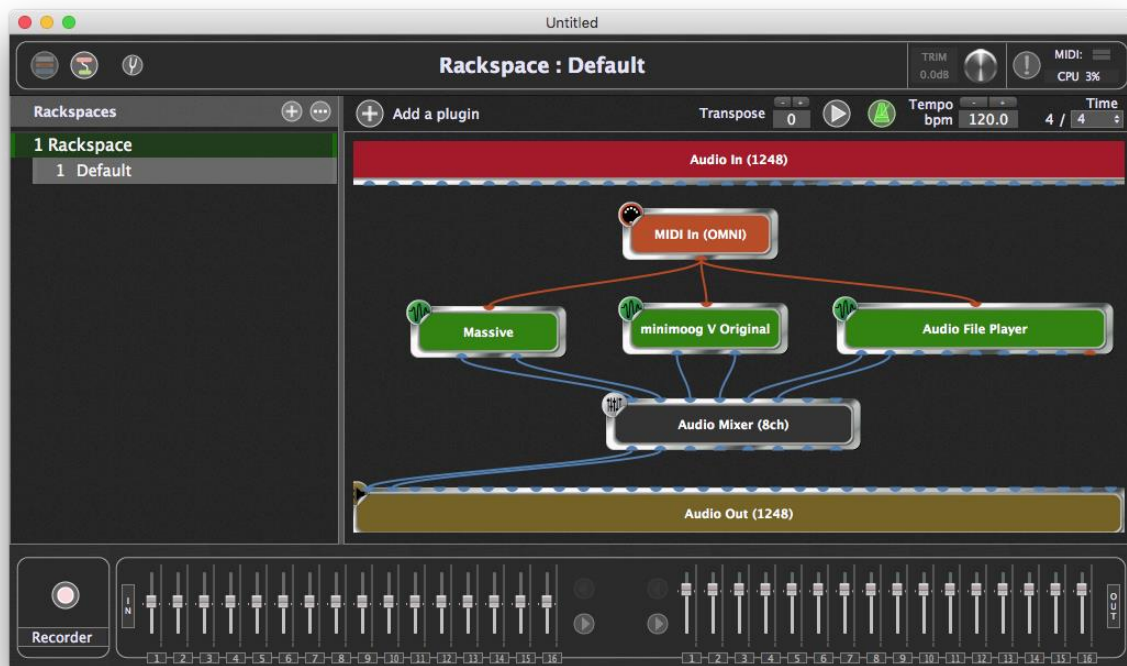 Untitled
Rackspace : Default
TRIM
0.0dB
MIDI:
CPU 3%
Rackspaces
Add a plugin
Transpose
- +
0
Tempo
bpm
- +
120.0
Time
4 / 4
1 Rackspace
1 Default
Audio In (1248)
MIDI In (OMNI)
Massive
minimoog V Original
Audio File Player
Audio Mixer (8ch)
Audio Out (1248)
Recorder
IN
1 2 3 4 5 6 7 8 9 10 11 12 13 14 15 16
1 2 3 4 5 6 7 8 9 10 11 12 13 14 15 16
OUT